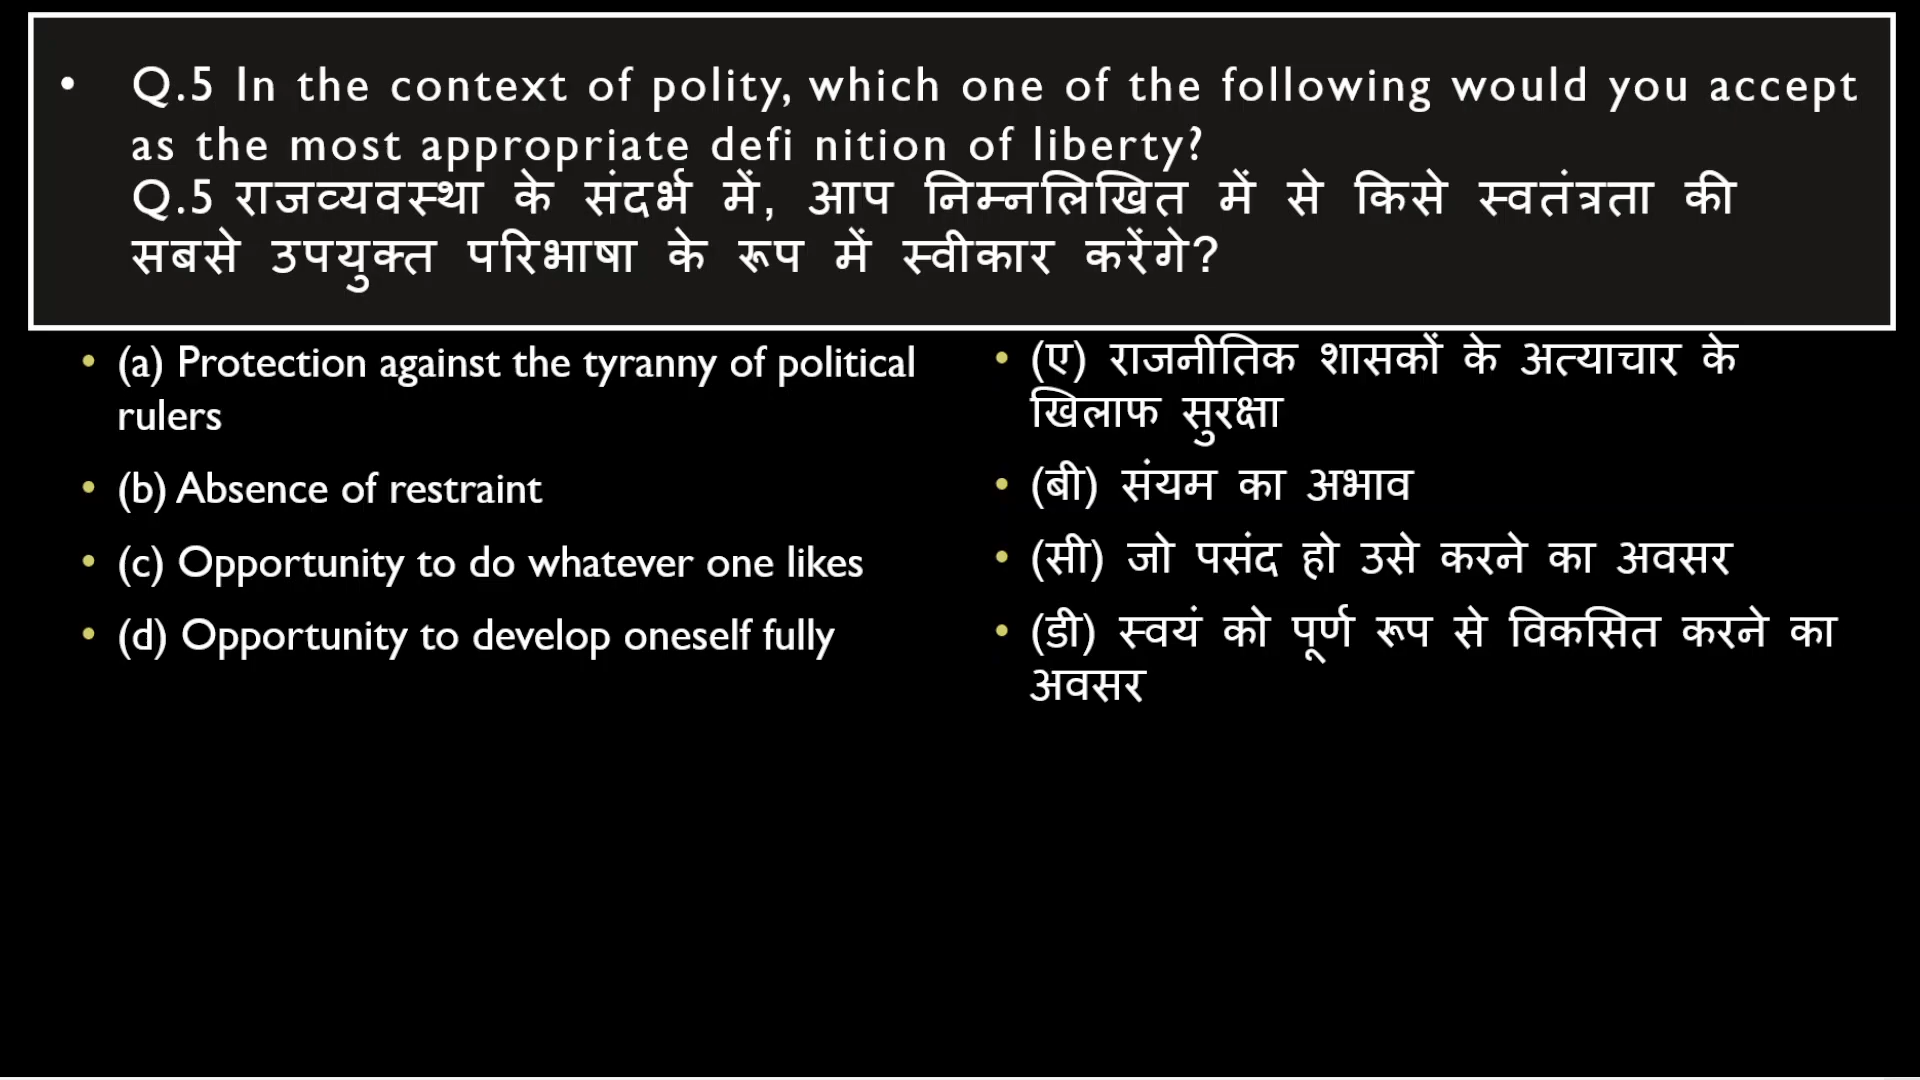 • Q.5 In the context of polity, which one of the following would you accept
as the most appropriate defi nition of liberty?
Q.5 राजव्यवस्था के संदर्भ में, आप निम्नलिखित में से किसे स्वतंत्रता की
सबसे उपयुक्त परिभाषा के रूप में स्वीकार करेंगे?
• (a) Protection against the tyranny of political
rulers
• (b) Absence of restraint
• (c) Opportunity to do whatever one likes
• (d) Opportunity to develop oneself fully
• (ए) राजनीतिक शासकों के अत्याचार के
खिलाफ सुरक्षा
• (बी) संयम का अभाव
• (सी) जो पसंद हो उसे करने का अवसर
• (डी) स्वयं को पूर्ण रूप से विकसित करने का
अवसर